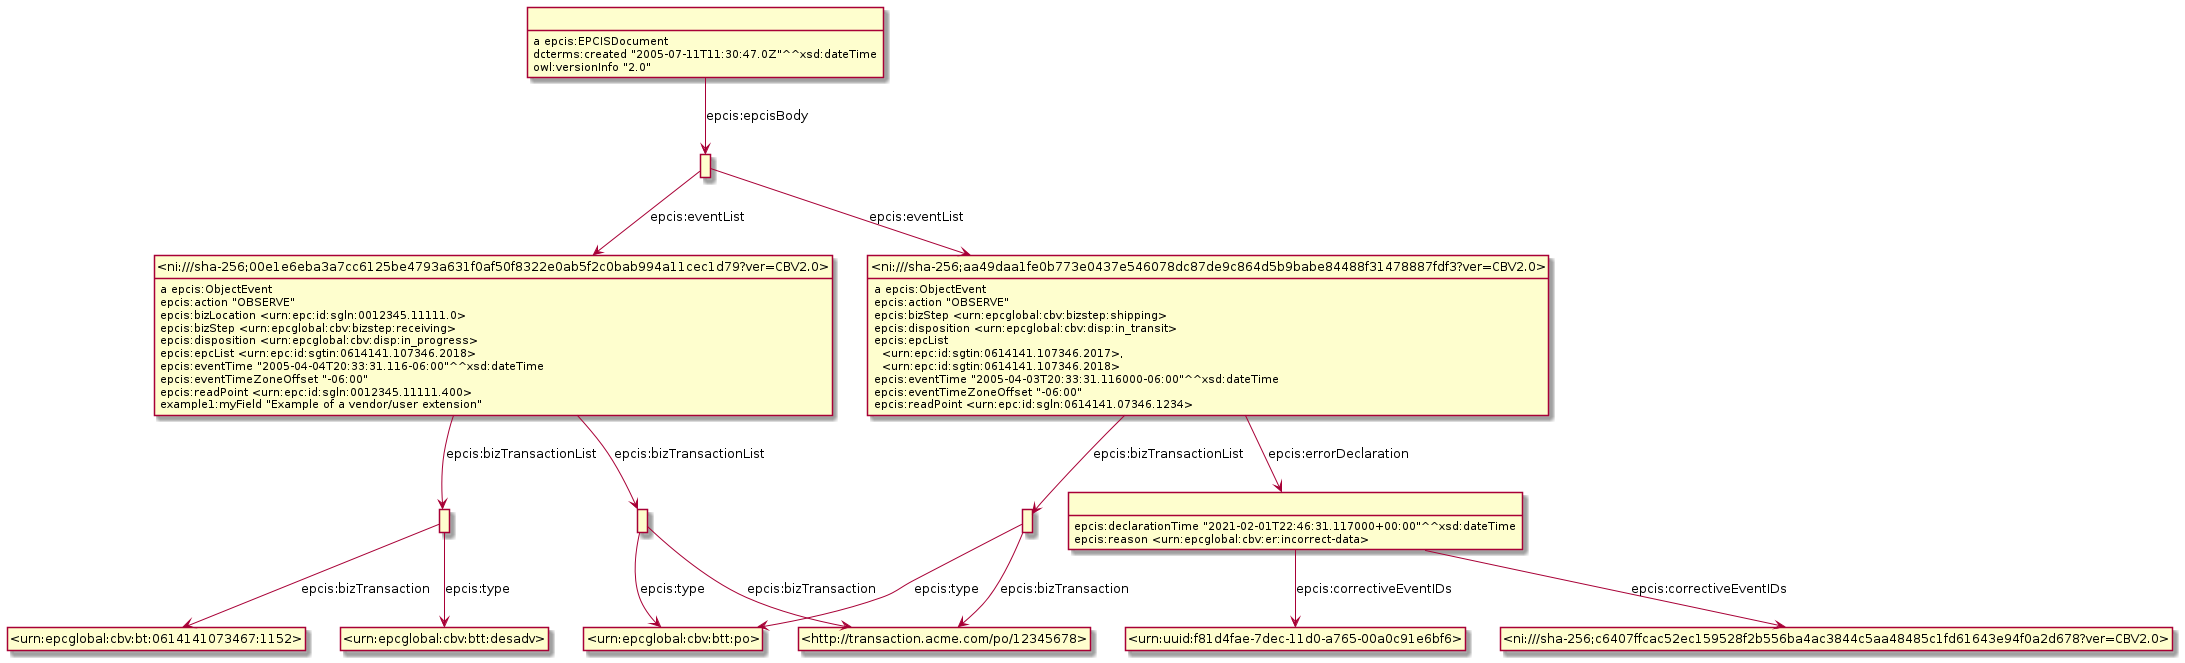 a epcis:EPCISDocument
dcterms:created "2005-07-11T11:30:47.0Z"^^xsd:dateTime
owl:versionInfo "2.0"
epcis:epcisBody
epcis:eventList
epcis:eventList
<ni:///sha-256;00e1e6eba3a7cc6125be4793a631f0af50f8322e0ab5f2c0bab994a11cec1d79?ver=CBV2.0>
a epcis:ObjectEvent
epcis:action "OBSERVE"
epcis:bizLocation <urn:epc:id:sgln:0012345.11111.0>
epcis:bizStep <urn:epcglobal:cbv:bizstep:receiving>
epcis:disposition <urn:epcglobal:cbv:disp:in_progress>
epcis:epcList <urn:epc:id:sgtin:0614141.107346.2018>
epcis:eventTime "2005-04-04T20:33:31.116-06:00"^^xsd:dateTime
epcis:eventTimeZoneOffset "-06:00"
epcis:readPoint <urn:epc:id:sgln:0012345.11111.400>
example1:myField "Example of a vendor/user extension"
<ni:///sha-256;aa49daa1fe0b773e0437e546078dc87de9c864d5b9babe84488f31478887fdf3?ver=CBV2.0>
a epcis:ObjectEvent
epcis:action "OBSERVE"
epcis:bizStep <urn:epcglobal:cbv:bizstep:shipping>
epcis:disposition <urn:epcglobal:cbv:disp:in_transit>
epcis:epcList
<urn:epc:id:sgtin:0614141.107346.2017>,
<urn:epc:id:sgtin:0614141.107346.2018>
epcis:eventTime "2005-04-03T20:33:31.116000-06:00"^^xsd:dateTime
epcis:eventTimeZoneOffset "-06:00"
epcis:readPoint <urn:epc:id:sgln:0614141.07346.1234>
epcis:bizTransactionList
epcis:bizTransactionList
epcis:bizTransactionList
epcis:errorDeclaration
epcis:declarationTime "2021-02-01T22:46:31.117000+00:00"^^xsd:dateTime
epcis:reason <urn:epcglobal:cbv:er:incorrect-data>
epcis:bizTransaction
epcis:type
epcis:type
epcis:bizTransaction
epcis:type
epcis:bizTransaction
epcis:correctiveEventIDs
epcis:correctiveEventIDs
<urn:epcglobal:cbv:bt:0614141073467:1152>
<urn:epcglobal:cbv:btt:desadv>
<urn:epcglobal:cbv:btt:po>
<http://transaction.acme.com/po/12345678>
<urn:uuid:f81d4fae-7dec-11d0-a765-00a0c91e6bf6>
<ni:///sha-256;c6407ffcac52ec159528f2b556ba4ac3844c5aa48485c1fd61643e94f0a2d678?ver=CBV2.0>